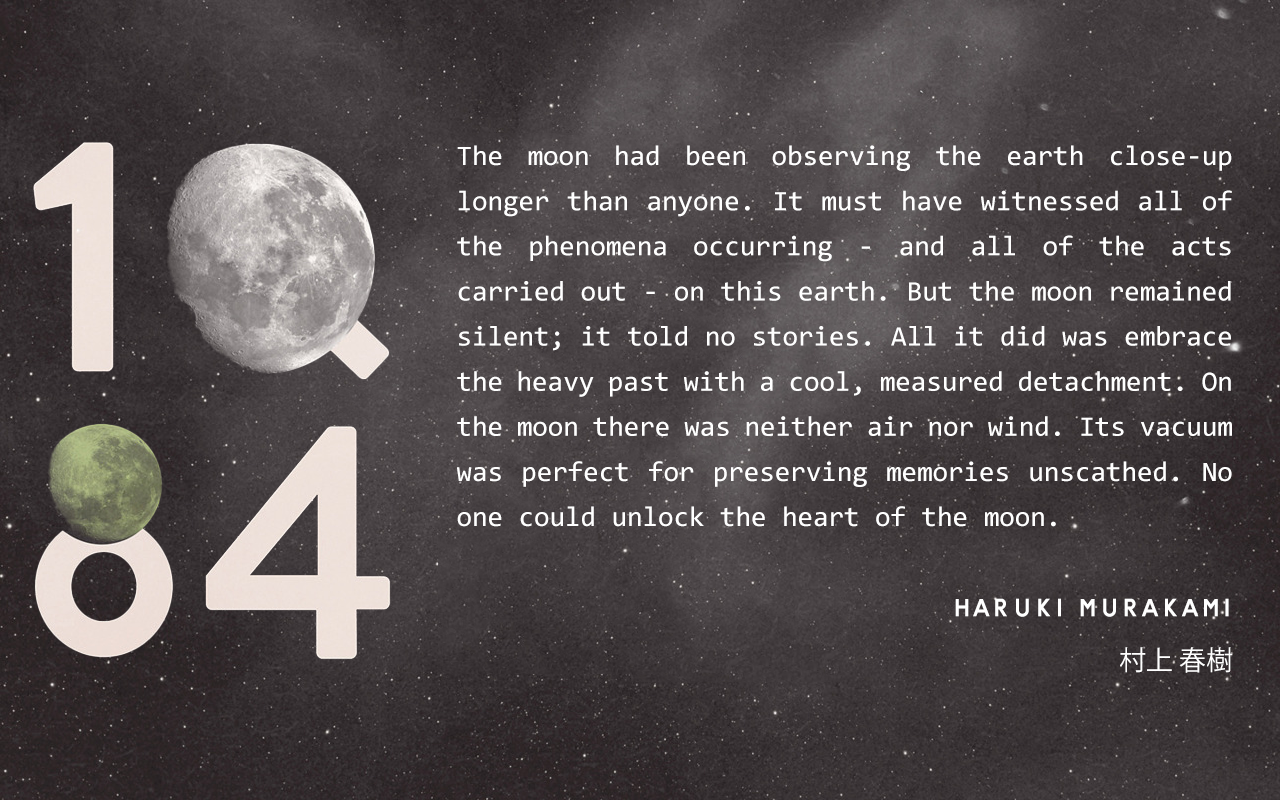 1Q
84
The moon had been observing the earth close-up
longer than anyone. It must have witnessed all of
the phenomena occurring - and all of the acts
carried out - on this earth. But the moon remained
silent; it told no stories. All it did was embrace
the heavy past with a cool, measured detachment. On
the moon there was neither air nor wind. Its vacuum
was perfect for preserving memories unscathed. No
one could unlock the heart of the moon.
HARUKI MURAKAMI
村上 春樹